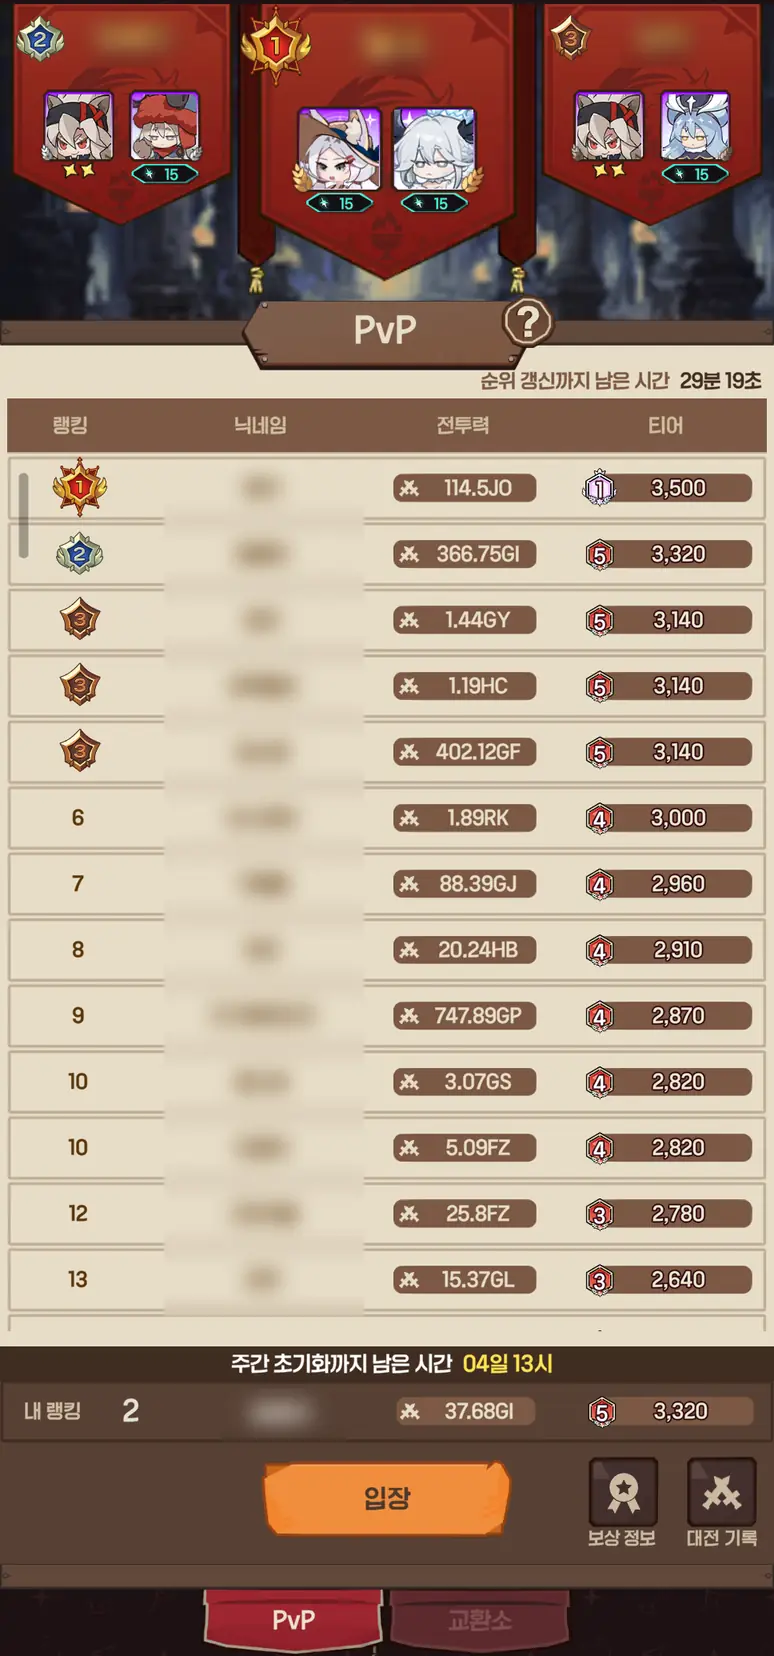 2
1
3
15
15
15
15
PvP
?
순위 갱신까지 남은 시간 29분 19초
랭킹 닉네임 전투력 티어
1 114.5JO 1 3,500
2 366.75GI 5 3,320
3 1.44GY 5 3,140
3 1.19HC 5 3,140
3 402.12GF 5 3,140
6 1.89RK 4 3,000
7 88.39GJ 4 2,960
8 20.24HB 4 2,910
9 747.89GP 4 2,870
10 3.07GS 4 2,820
10 5.09FZ 4 2,820
12 25.8FZ 3 2,780
13 15.37GL 3 2,640
주간 초기화까지 남은 시간 04일 13시
내 랭킹 2 37.68GI 5 3,320
입장
보상 정보 대전 기록
PvP 교환소